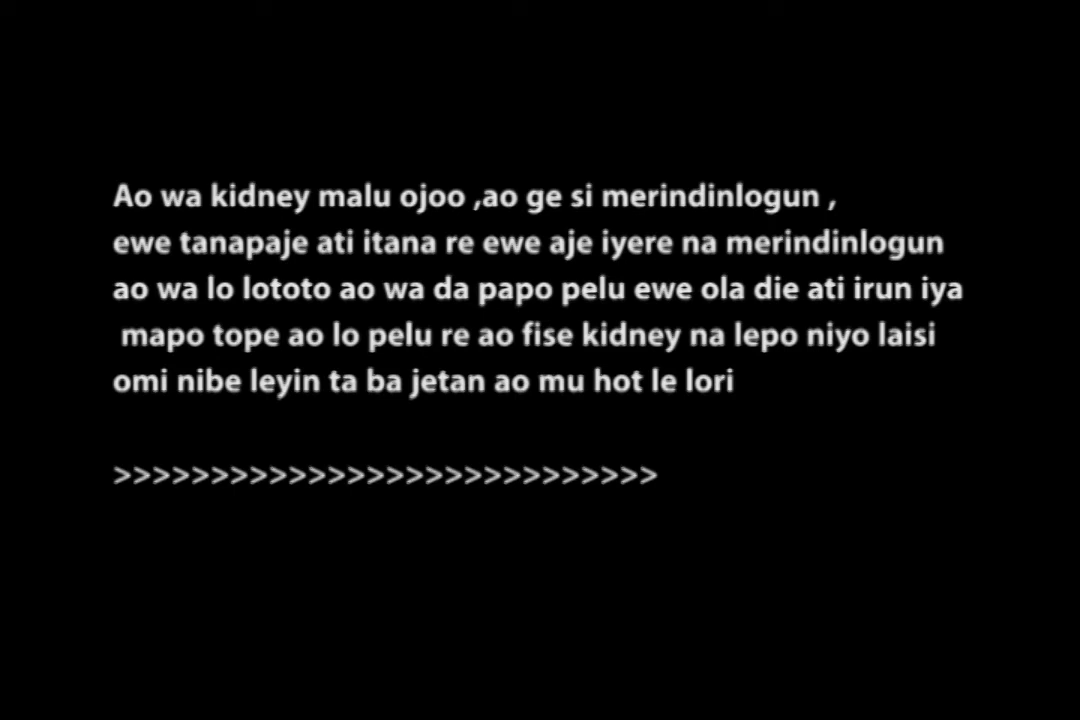 Ao wa kidney malu ojoo ,ao ge si merindinlogun ,
ewe tanapaje ati itana re ewe aje iyere na merindinlogun
ao wa lo lototo ao wa da papo pelu ewe ola die ati irun iya
mapo tope ao lo pelu re ao fise kidney na lepo niyo laisi
omi nibe leyin ta ba jetan ao mu hot le lori
>>>>>>>>>>>>>>>>>>>>>>>>>>>>